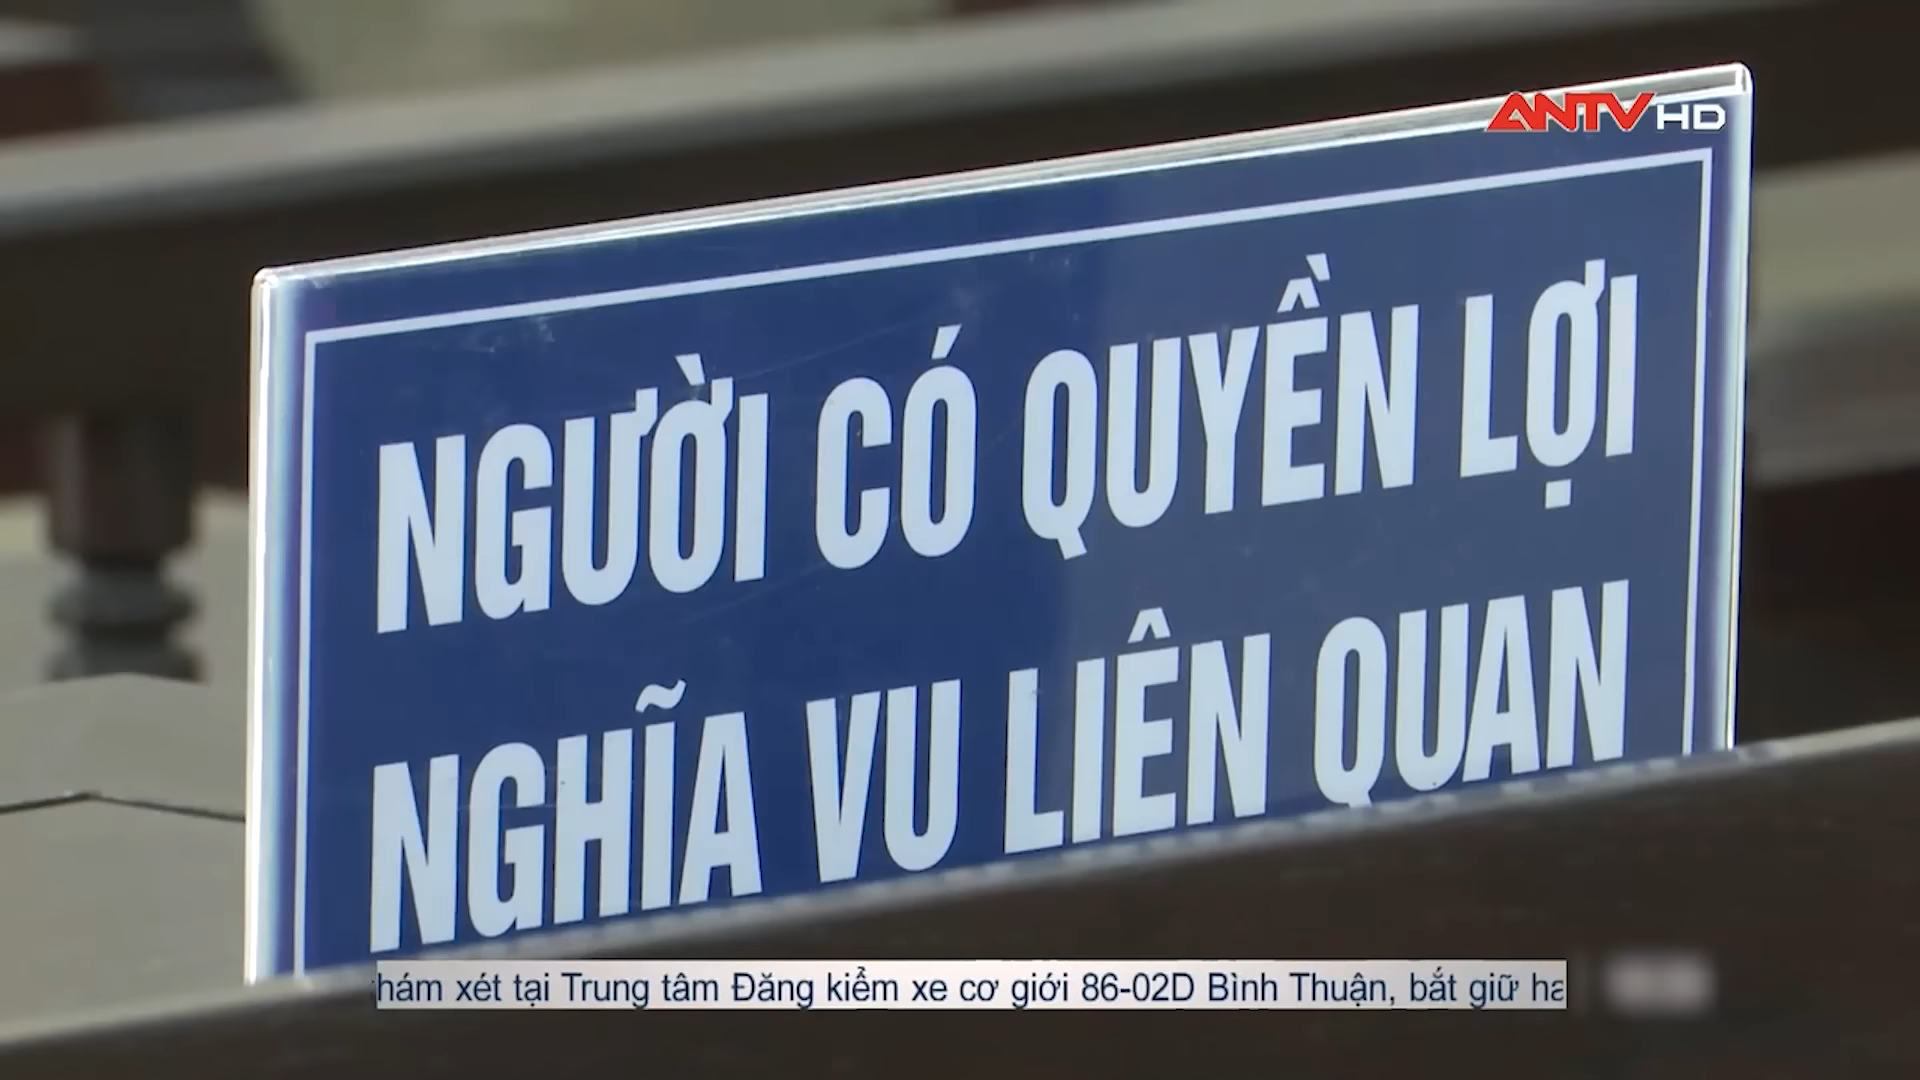 ANTV HD
NGƯỜI CÓ QUYỀN LỢI
NGHĨA VU LIÊN QUAN
hám xét tại Trung tâm Đăng kiểm xe cơ giới 86-02D Bình Thuận, bắt giữ ha